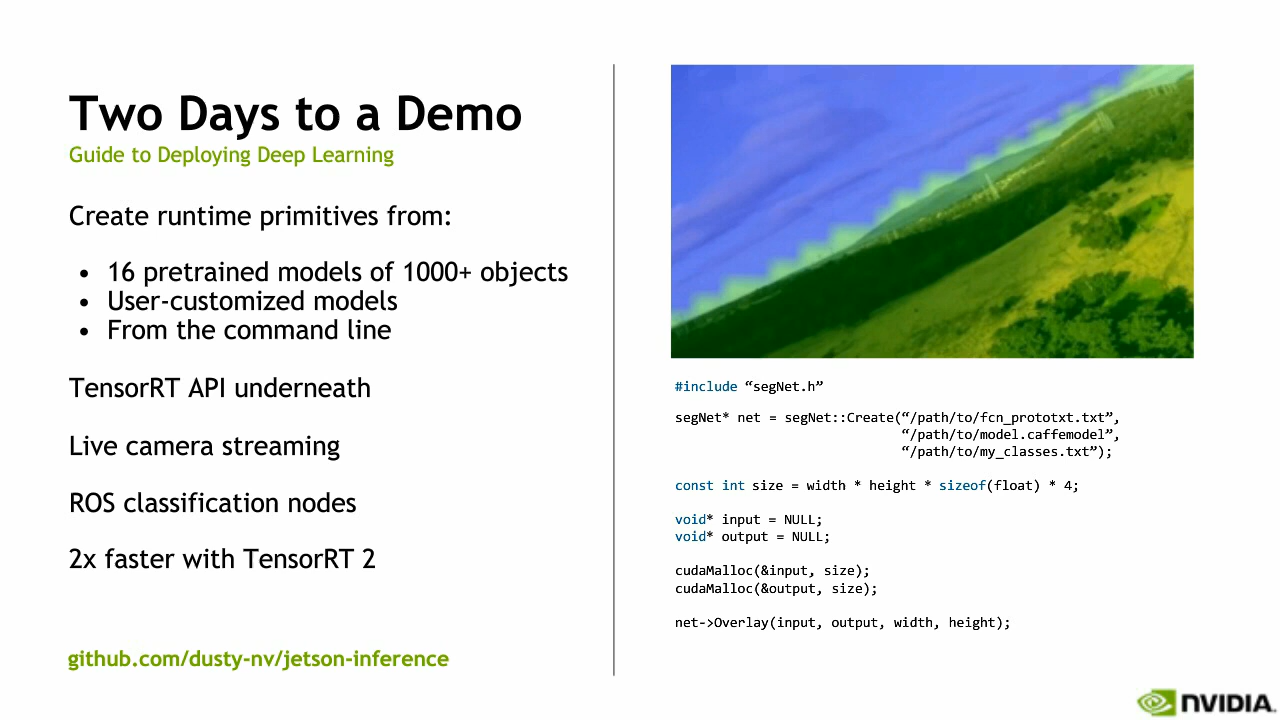 Two Days to a Demo
Guide to Deploying Deep Learning
Create runtime primitives from:
• 16 pretrained models of 1000+ objects
• User-customized models
• From the command line
TensorRT API underneath
Live camera streaming
ROS classification nodes
2x faster with TensorRT 2
github.com/dusty-nv/jetson-inference
#include “segNet.h”
segNet* net = segNet::Create(“/path/to/fcn_prototxt.txt”,
“/path/to/model.caffemodel”,
“/path/to/my_classes.txt”);
const int size = width * height * sizeof(float) * 4;
void* input = NULL;
void* output = NULL;
cudaMalloc(&input, size);
cudaMalloc(&output, size);
net->Overlay(input, output, width, height);
NVIDIA.